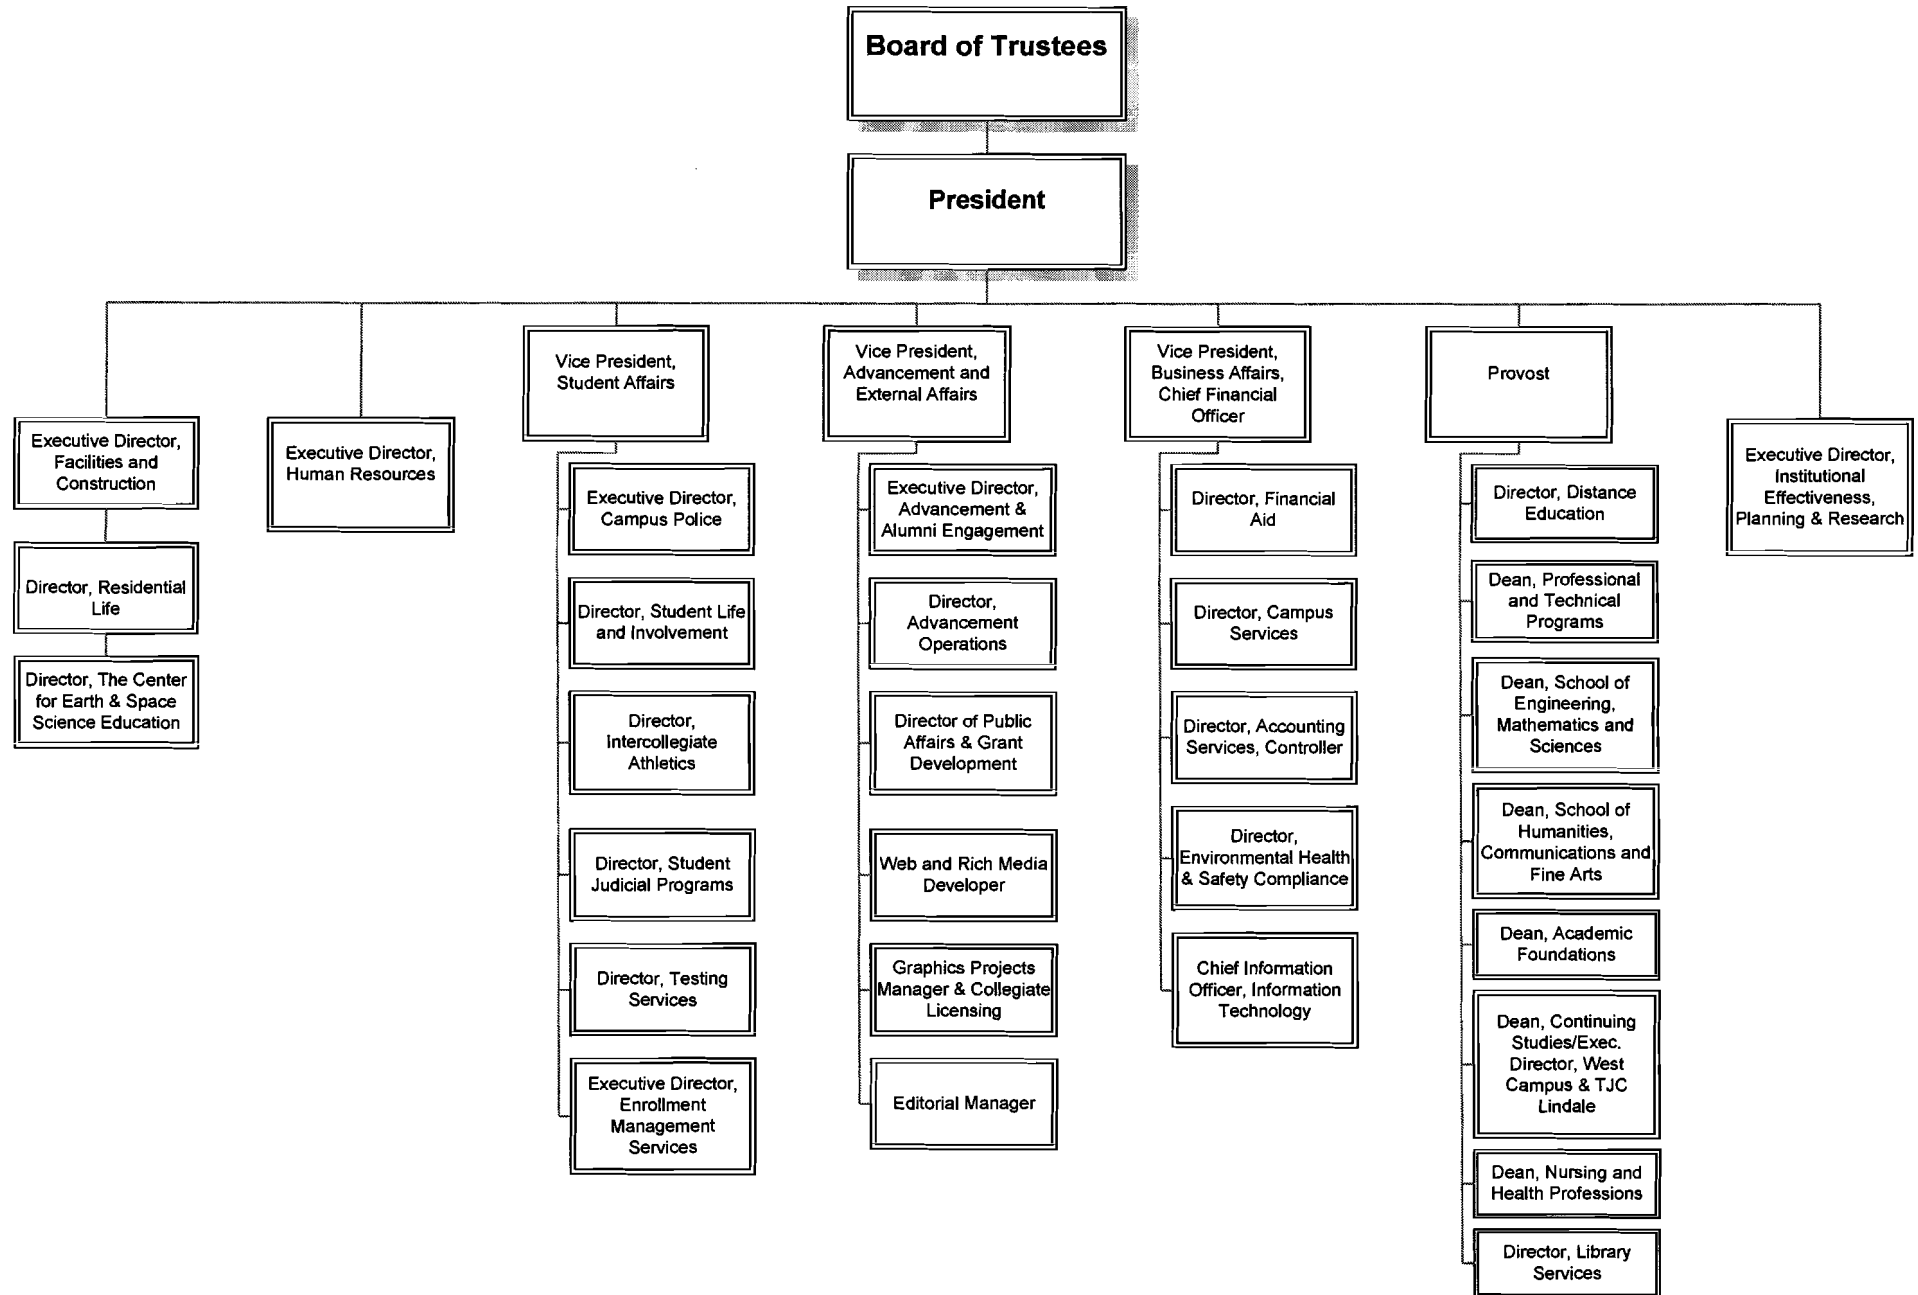 Board of Trustees
President
Executive Director,
Facilities and
Construction
Director, Residential
Life
Director, The Center
for Earth & Space
Science Education
Executive Director,
Human Resources
Vice President,
Student Affairs
Executive Director,
Campus Police
Director, Student Life
and Involvement
Director,
Intercollegiate
Athletics
Director, Student
Judicial Programs
Director, Testing
Services
Executive Director,
Enrollment
Management
Services
Vice President,
Advancement and
External Affairs
Executive Director,
Advancement &
Alumni Engagement
Director,
Advancement
Operations
Director of Public
Affairs & Grant
Development
Web and Rich Media
Developer
Graphics Projects
Manager & Collegiate
Licensing
Editorial Manager
Vice President,
Business Affairs,
Chief Financial
Officer
Director, Financial
Aid
Director, Campus
Services
Director, Accounting
Services, Controller
Director,
Environmental Health
& Safety Compliance
Chief Information
Officer, Information
Technology
Provost
Director, Distance
Education
Dean, Professional
and Technical
Programs
Dean, School of
Engineering,
Mathematics and
Sciences
Dean, School of
Humanities,
Communications and
Fine Arts
Dean, Academic
Foundations
Dean, Continuing
Studies/Exec.
Director, West
Campus & TJC
Lindale
Dean, Nursing and
Health Professions
Director, Library
Services
Executive Director,
Institutional
Effectiveness,
Planning & Research